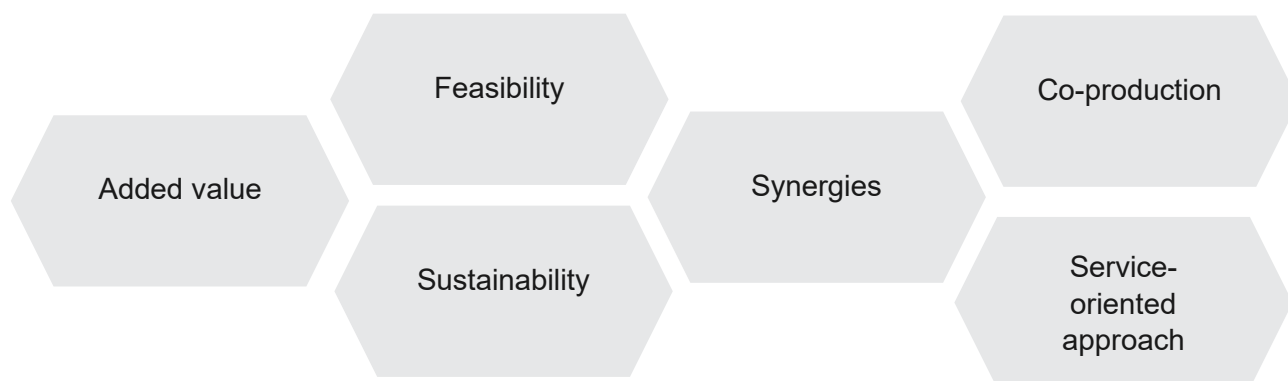 Added value
Feasibility
Sustainability
Synergies
Co-production
Service-
oriented
approach